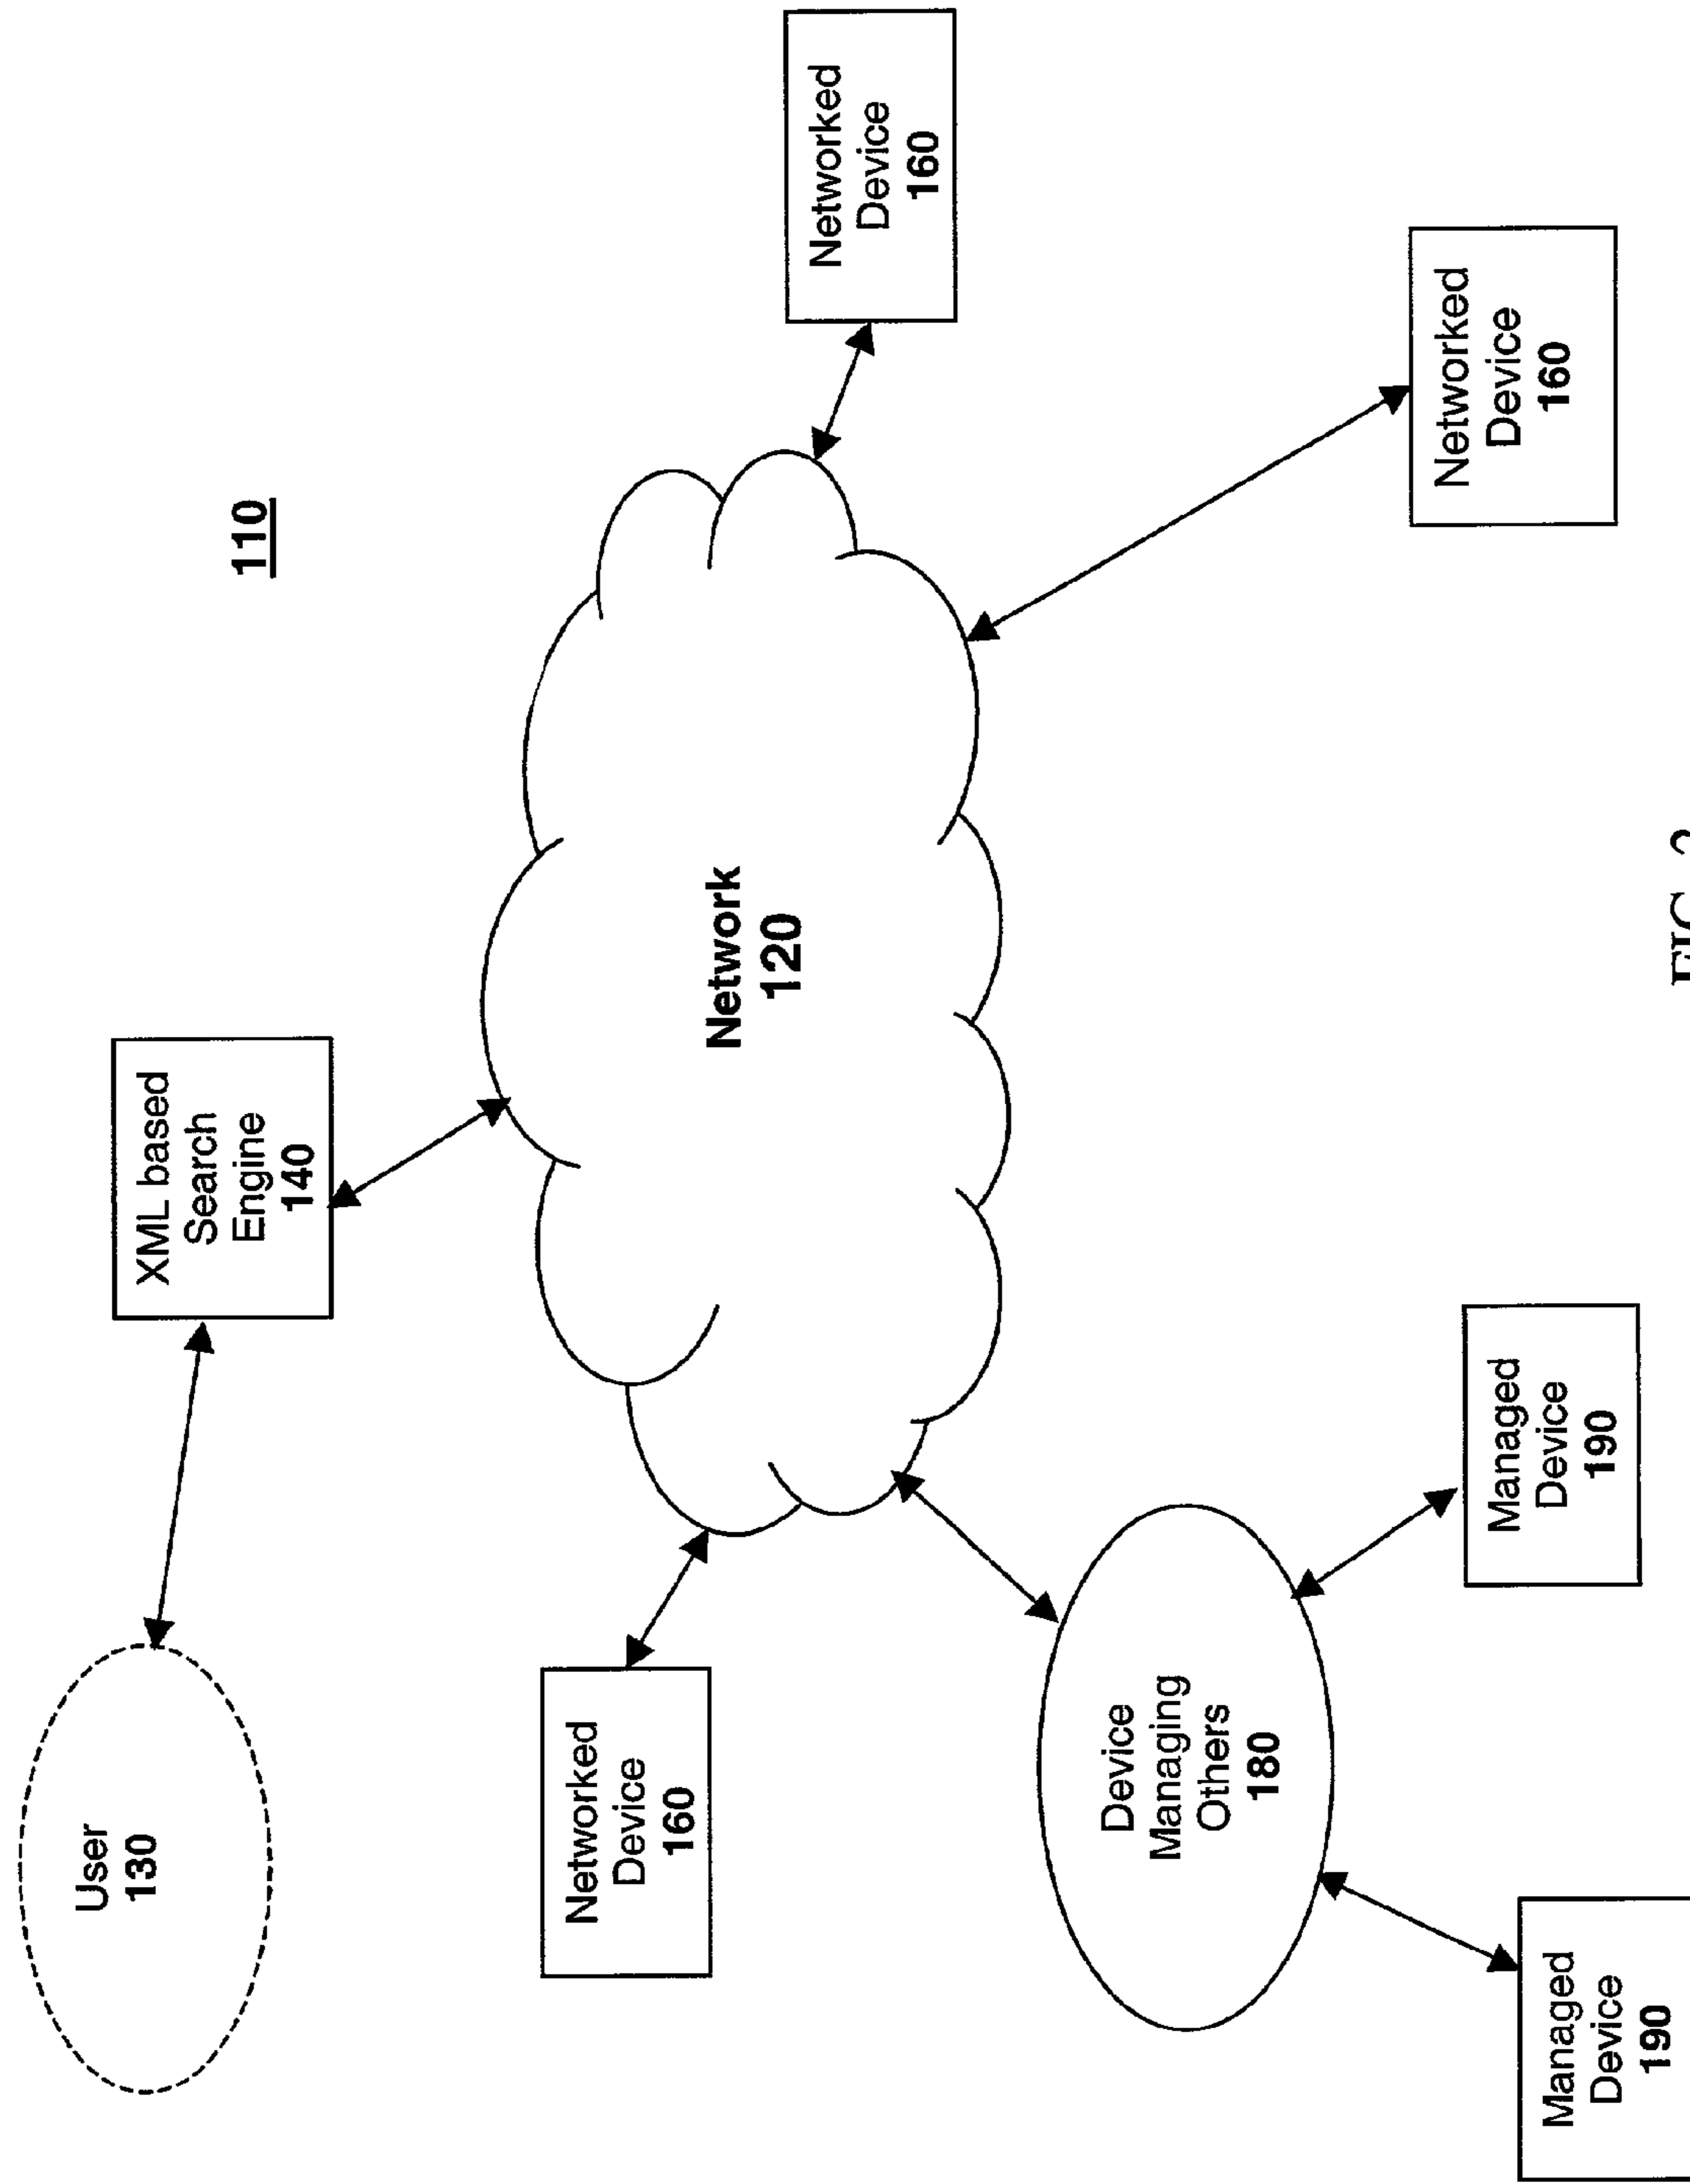 User
130
XML based
Search
Engine
140
110
Networked
Device
160
Network
120
Networked
Device
160
Device
Managing
Others
180
Networked
Device
160
Managed
Device
190
Managed
Device
190
FIG